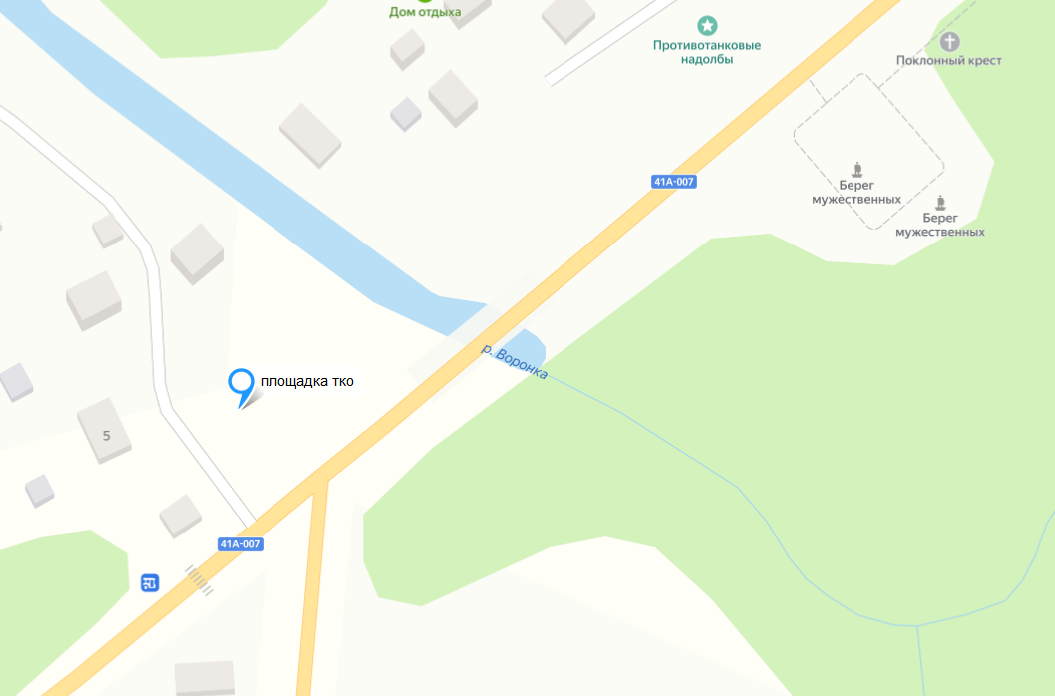 Дом отдыха
Противотанковые
надолбы
Поклонный крест
41А-007
Берег
мужественных
Берег
мужественных
р. Воронка
площадка тко
5
41А-007